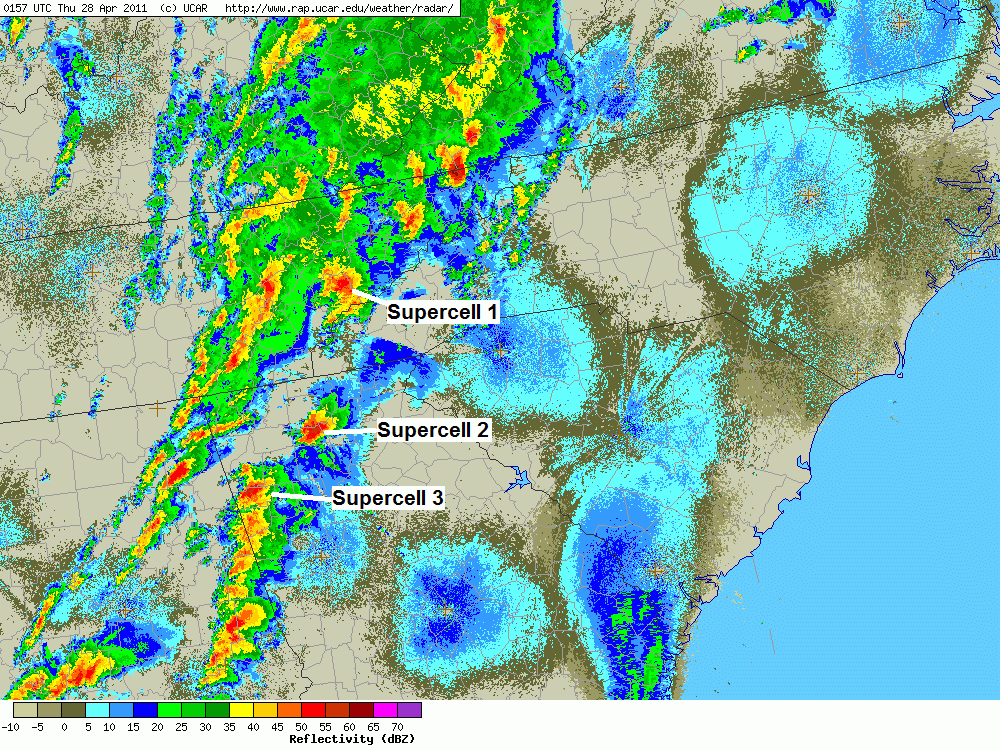 0157 UTC Thu 28 Apr 2011 (c) UCAR http://www.rap.ucar.edu/weather/radar/
Supercell 1
Supercell 2
Supercell 3
-10 -5 0 5 10 15 20 25 30 35 40 45 50 55 60 65 70
Reflectivity (dBZ)